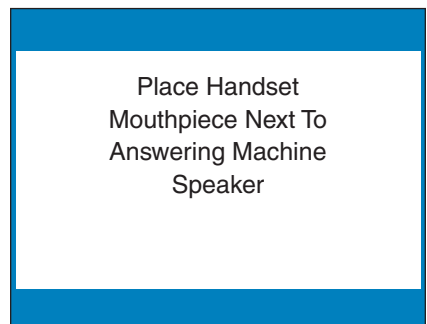 Place Handset
Mouthpiece Next To
Answering Machine
Speaker